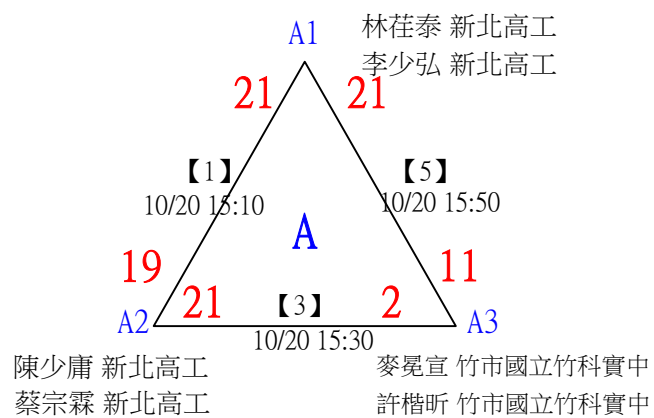 A1
林荏泰 新北高工
李少弘 新北高工
21
21
【1】
10/20 15:10
【5】
10/20 15:50
A
19
11
21
【3】
2
A2
10/20 15:30
A3
陳少庸 新北高工
蔡宗霖 新北高工
麥冕宣 竹市國立竹科實中
許楷昕 竹市國立竹科實中